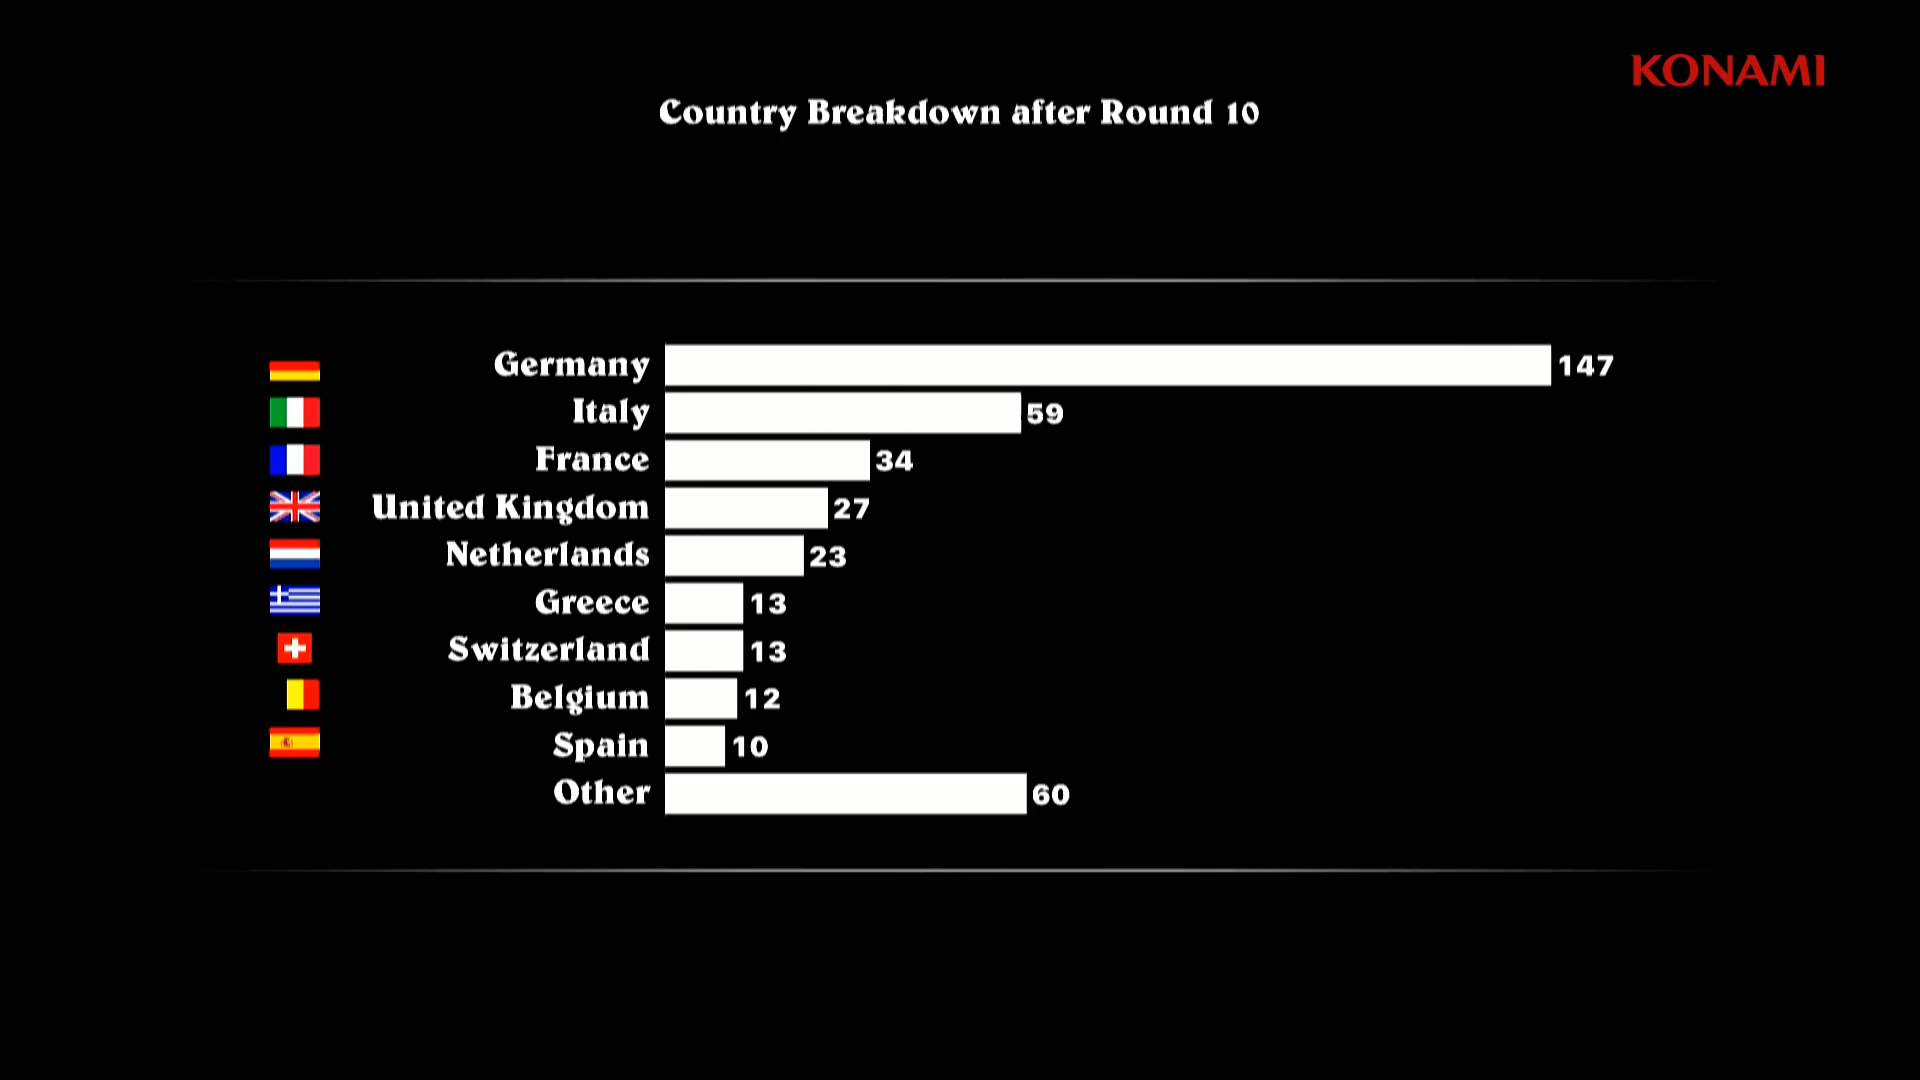 KONAMI
Country Breakdown after Round 10
Germany 147
Italy 59
France 34
United Kingdom 27
Netherlands 23
Greece 13
Switzerland 13
Belgium 12
Spain 10
Other 60